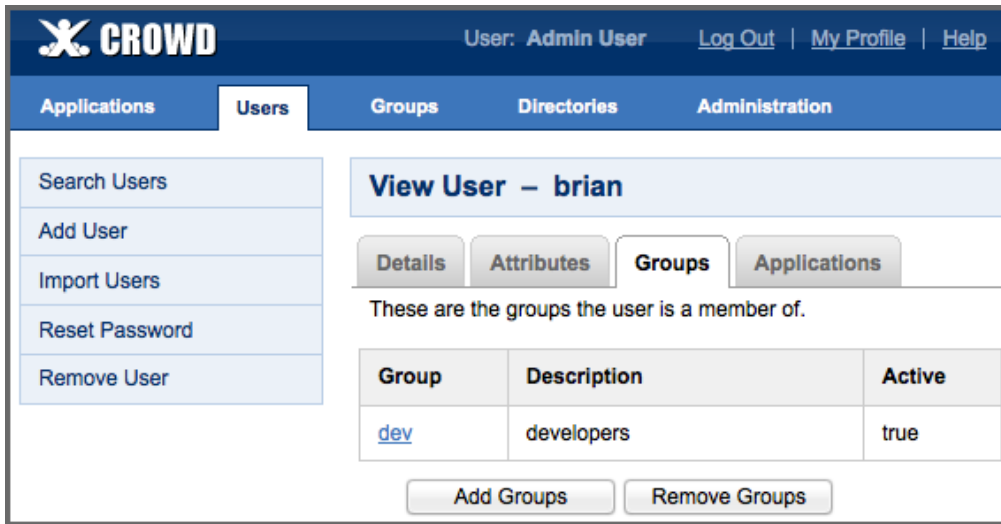 CROWD User: Admin User Log Out | My Profile | Help
Applications Users Groups Directories Administration
Search Users
Add User
Import Users
Reset Password
Remove User
View User – brian
Details Attributes Groups Applications
These are the groups the user is a member of.
Group Description Active
dev developers true
Add Groups Remove Groups